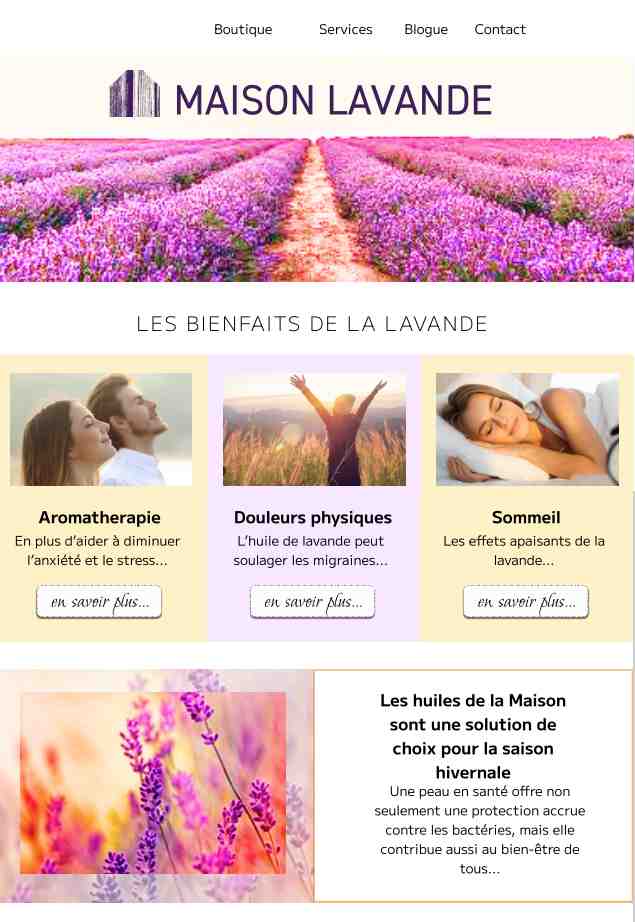 Boutique Services Blogue Contact
MAISON LAVANDE
LES BIENFAITS DE LA LAVANDE
Aromatherapie
En plus d’aider à diminuer
l’anxiété et le stress...
en savoir plus...
Douleurs physiques
L’huile de lavande peut
soulager les migraines...
en savoir plus...
Sommeil
Les effets apaisants de la
lavande...
en savoir plus...
Les huiles de la Maison
sont une solution de
choix pour la saison
hivernale
Une peau en santé offre non
seulement une protection accrue
contre les bactéries, mais elle
contribue aussi au bien-être de
tous...